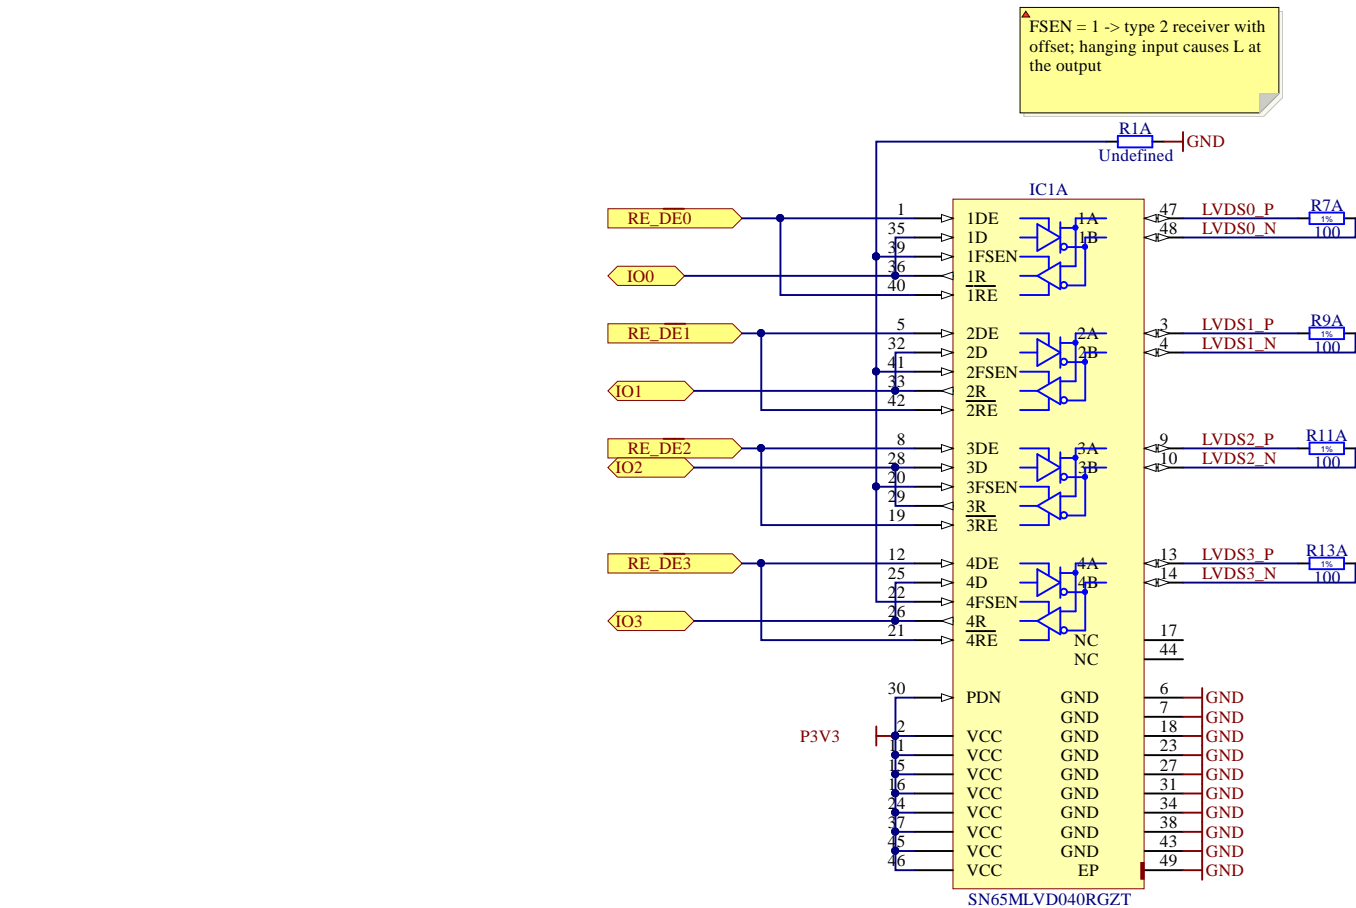 FSEN = 1 -> type 2 receiver with
offset; hanging input causes L at
the output
R1A
GND
Undefined
IC1A
RE_DE0 1 1DE 1A 47 LVDS0_P R7A
1%
35 1D 1B 48 LVDS0_N 100
39 1FSEN
IO0 36 1R
40 1RE
RE_DE1 5 2DE 2A 3 LVDS1_P R9A
1%
32 2D 2B 4 LVDS1_N 100
41 2FSEN
IO1 33 2R
42 2RE
RE_DE2 8 3DE 3A 9 LVDS2_P R11A
1%
IO2 28 3D 3B 10 LVDS2_N 100
20 3FSEN
29 3R
19 3RE
RE_DE3 12 4DE 4A 13 LVDS3_P R13A
1%
25 4D 4B 14 LVDS3_N 100
22 4FSEN
IO3 26 4R
21 4RE NC 17
NC 44
30 PDN GND 6 GND
GND 7 GND
P3V3 2 VCC GND 18 GND
11 VCC GND 23 GND
15 VCC GND 27 GND
16 VCC GND 31 GND
24 VCC GND 34 GND
37 VCC GND 38 GND
45 VCC GND 43 GND
46 VCC EP 49 GND
SN65MLVD040RGZT